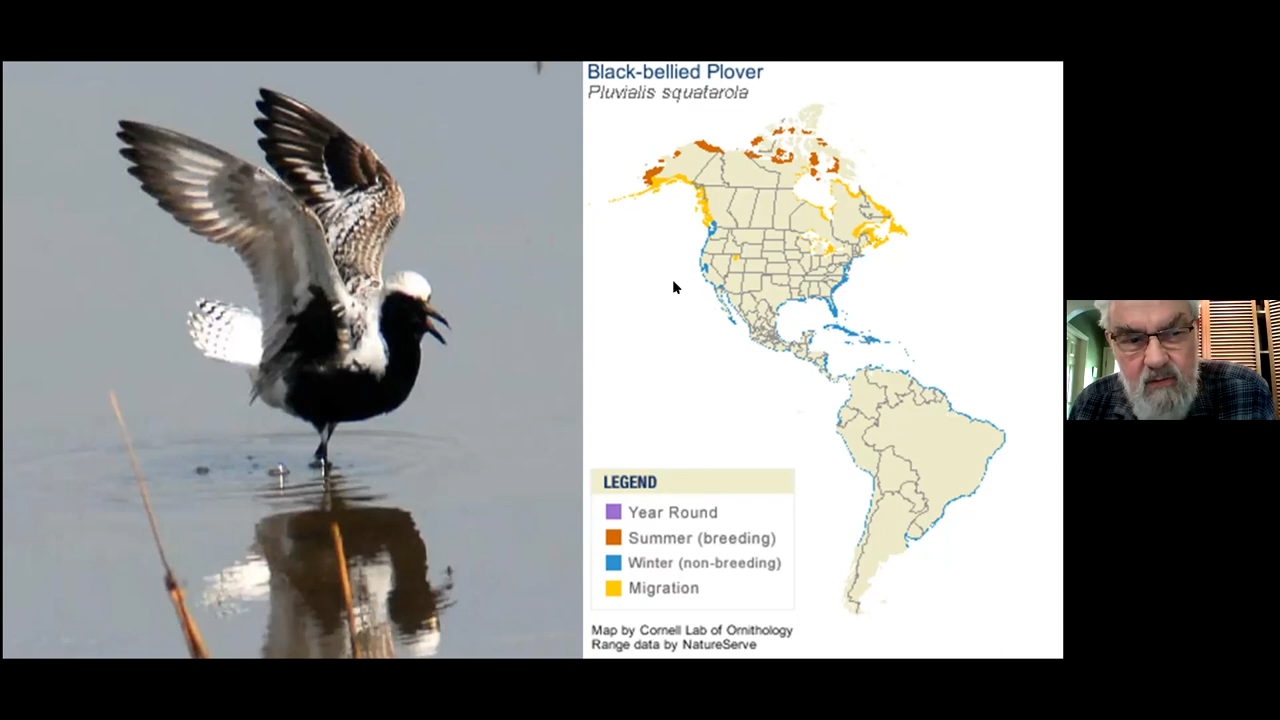 Black-bellied Plover
Pluvialis squatarola
LEGEND
Year Round
Summer (breeding)
Winter (non-breeding)
Migration
Map by Cornell Lab of Ornithology
Range data by NatureServe